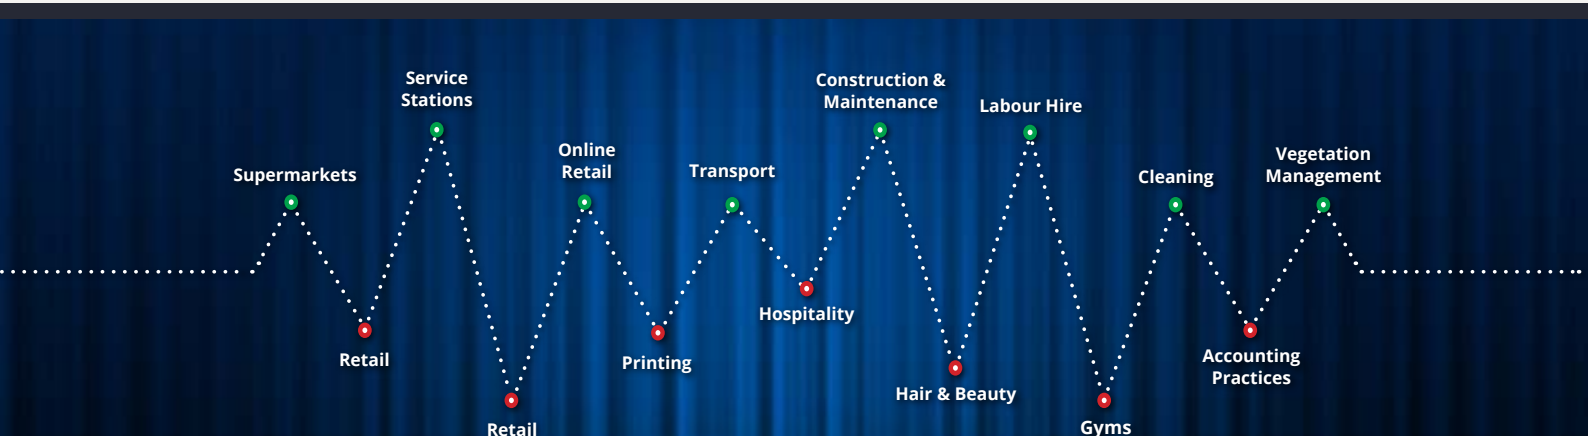 Service
Stations
Construction &
Maintenance
Labour Hire
Online
Retail
Vegetation
Management
Transport
Supermarkets
Cleaning
Hospitality
Retail
Printing
Accounting
Practices
Hair & Beauty
Retail
Gyms